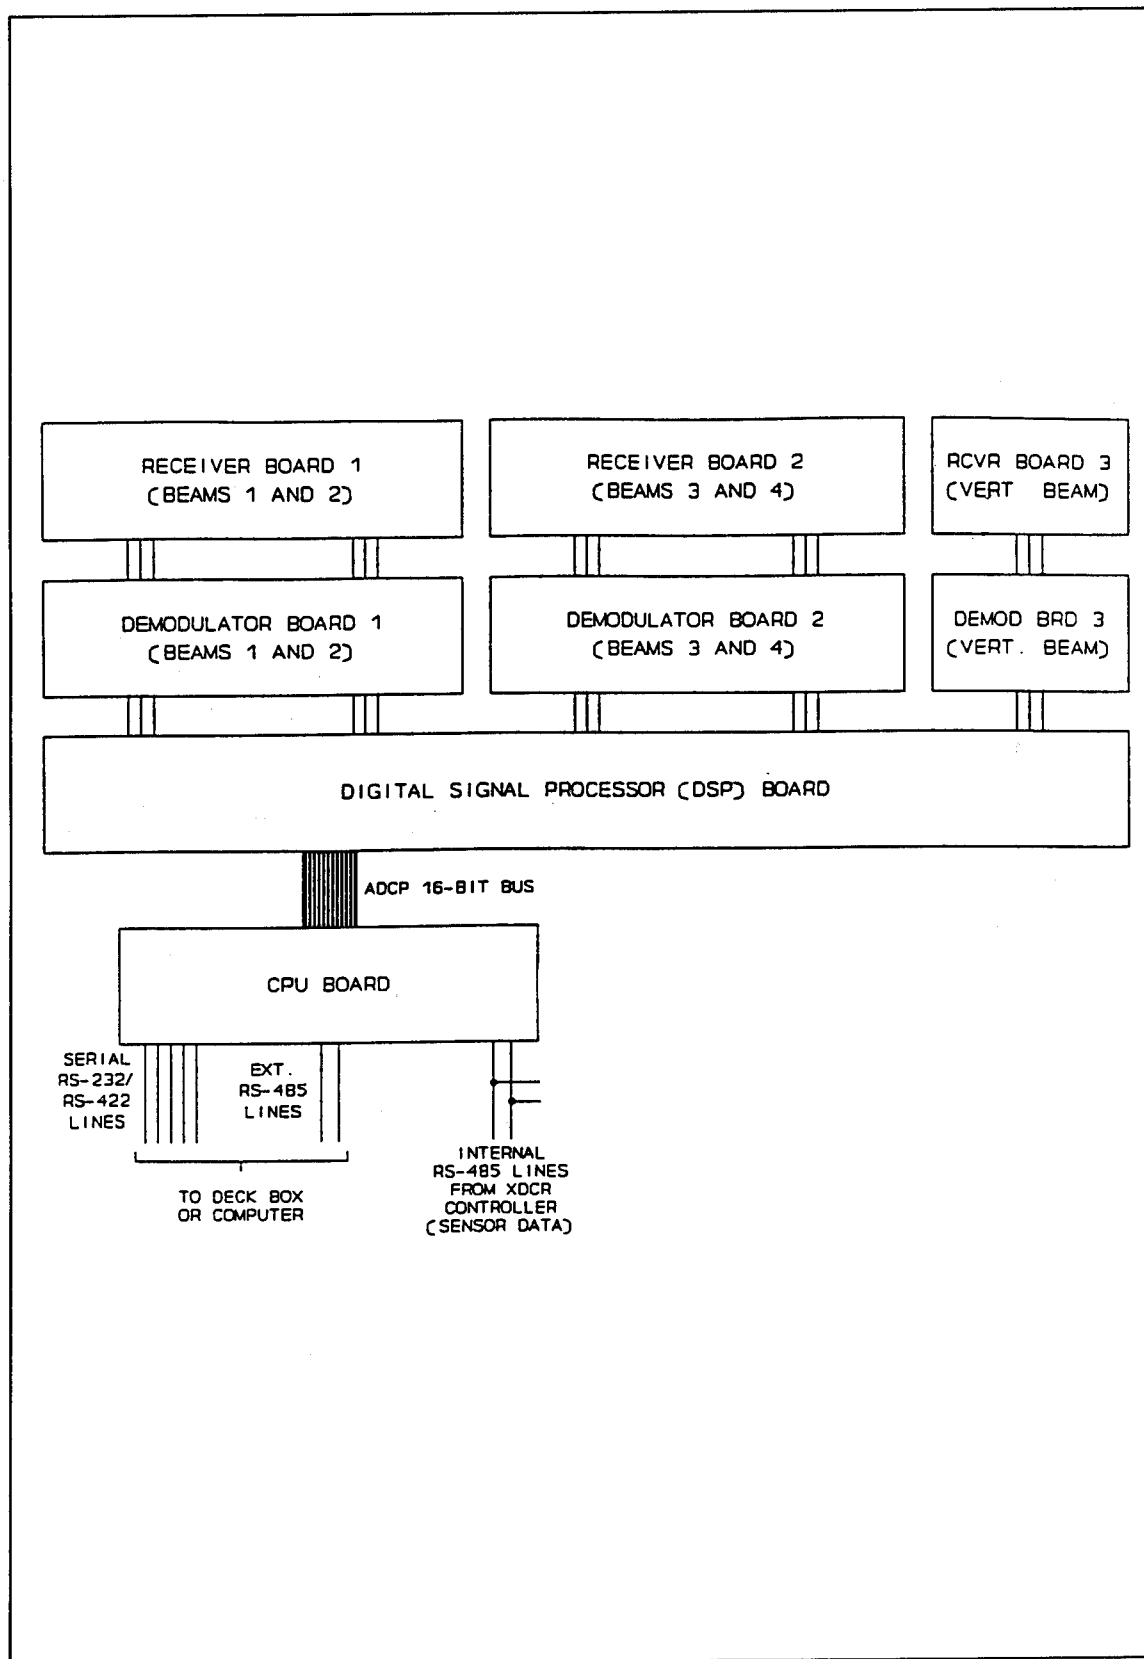 RECEIVER BOARD 1
(BEAMS 1 AND 2)
RECEIVER BOARD 2
(BEAMS 3 AND 4)
RCVR BOARD 3
(VERT BEAM)
DEMODULATOR BOARD 1
(BEAMS 1 AND 2)
DEMODULATOR BOARD 2
(BEAMS 3 AND 4)
DEMOD BRD 3
(VERT. BEAM)
DIGITAL SIGNAL PROCESSOR (DSP) BOARD
ADCP 16-BIT BUS
CPU BOARD
SERIAL
RS-232/
RS-422
LINES
EXT.
RS-485
LINES
TO DECK BOX
OR COMPUTER
INTERNAL
RS-485 LINES
FROM XDCR
CONTROLLER
(SENSOR DATA)